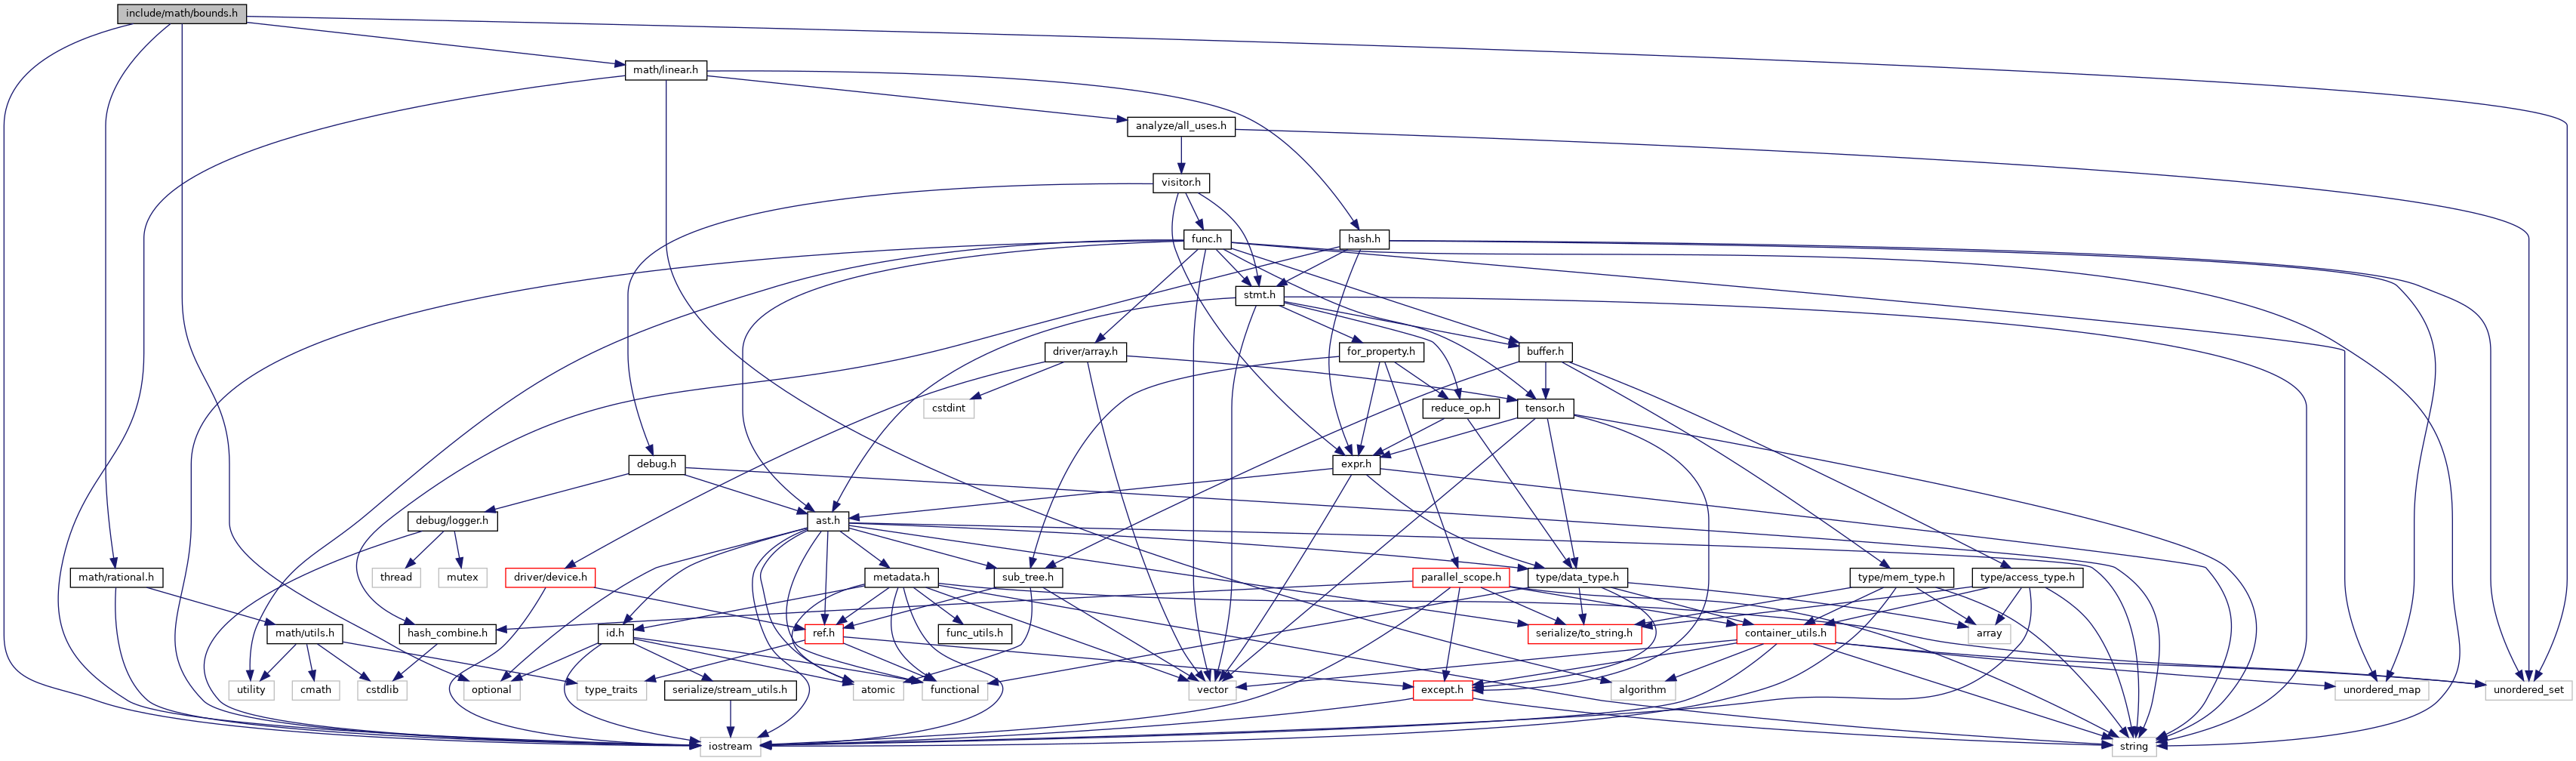 include/math/bounds.h
math/linear.h
analyze/all_uses.h
visitor.h
func.h
hash.h
stmt.h
driver/array.h
for_property.h
buffer.h
cstdint
reduce_op.h
tensor.h
debug.h
expr.h
debug/logger.h
ast.h
math/rational.h
thread
mutex
driver/device.h
metadata.h
sub_tree.h
parallel_scope.h
type/data_type.h
type/mem_type.h
type/access_type.h
math/utils.h
hash_combine.h
id.h
ref.h
func_utils.h
serialize/to_string.h
container_utils.h
array
utility
cmath
cstdlib
optional
type_traits
serialize/stream_utils.h
atomic
functional
vector
except.h
algorithm
unordered_map
unordered_set
iostream
string